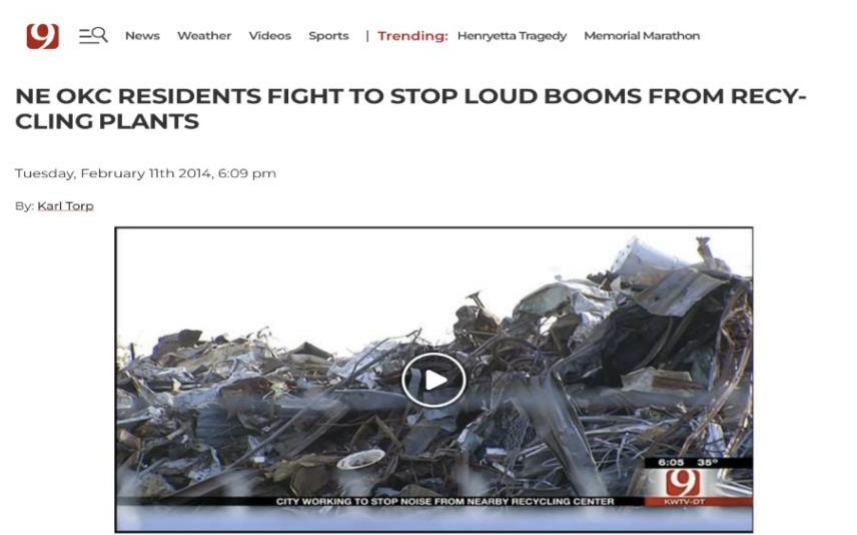 9 News Weather Videos Sports | Trending: Henryetta Tragedy Memorial Marathon
NE OKC RESIDENTS FIGHT TO STOP LOUD BOOMS FROM RECY-
CLING PLANTS
Tuesday, February 11th 2014, 6:09 pm
By: Karl Torp
6:05 35°
9
CITY WORKING TO STOP NOISE FROM NEARBY RECYCLING CENTER
KWTV-DT